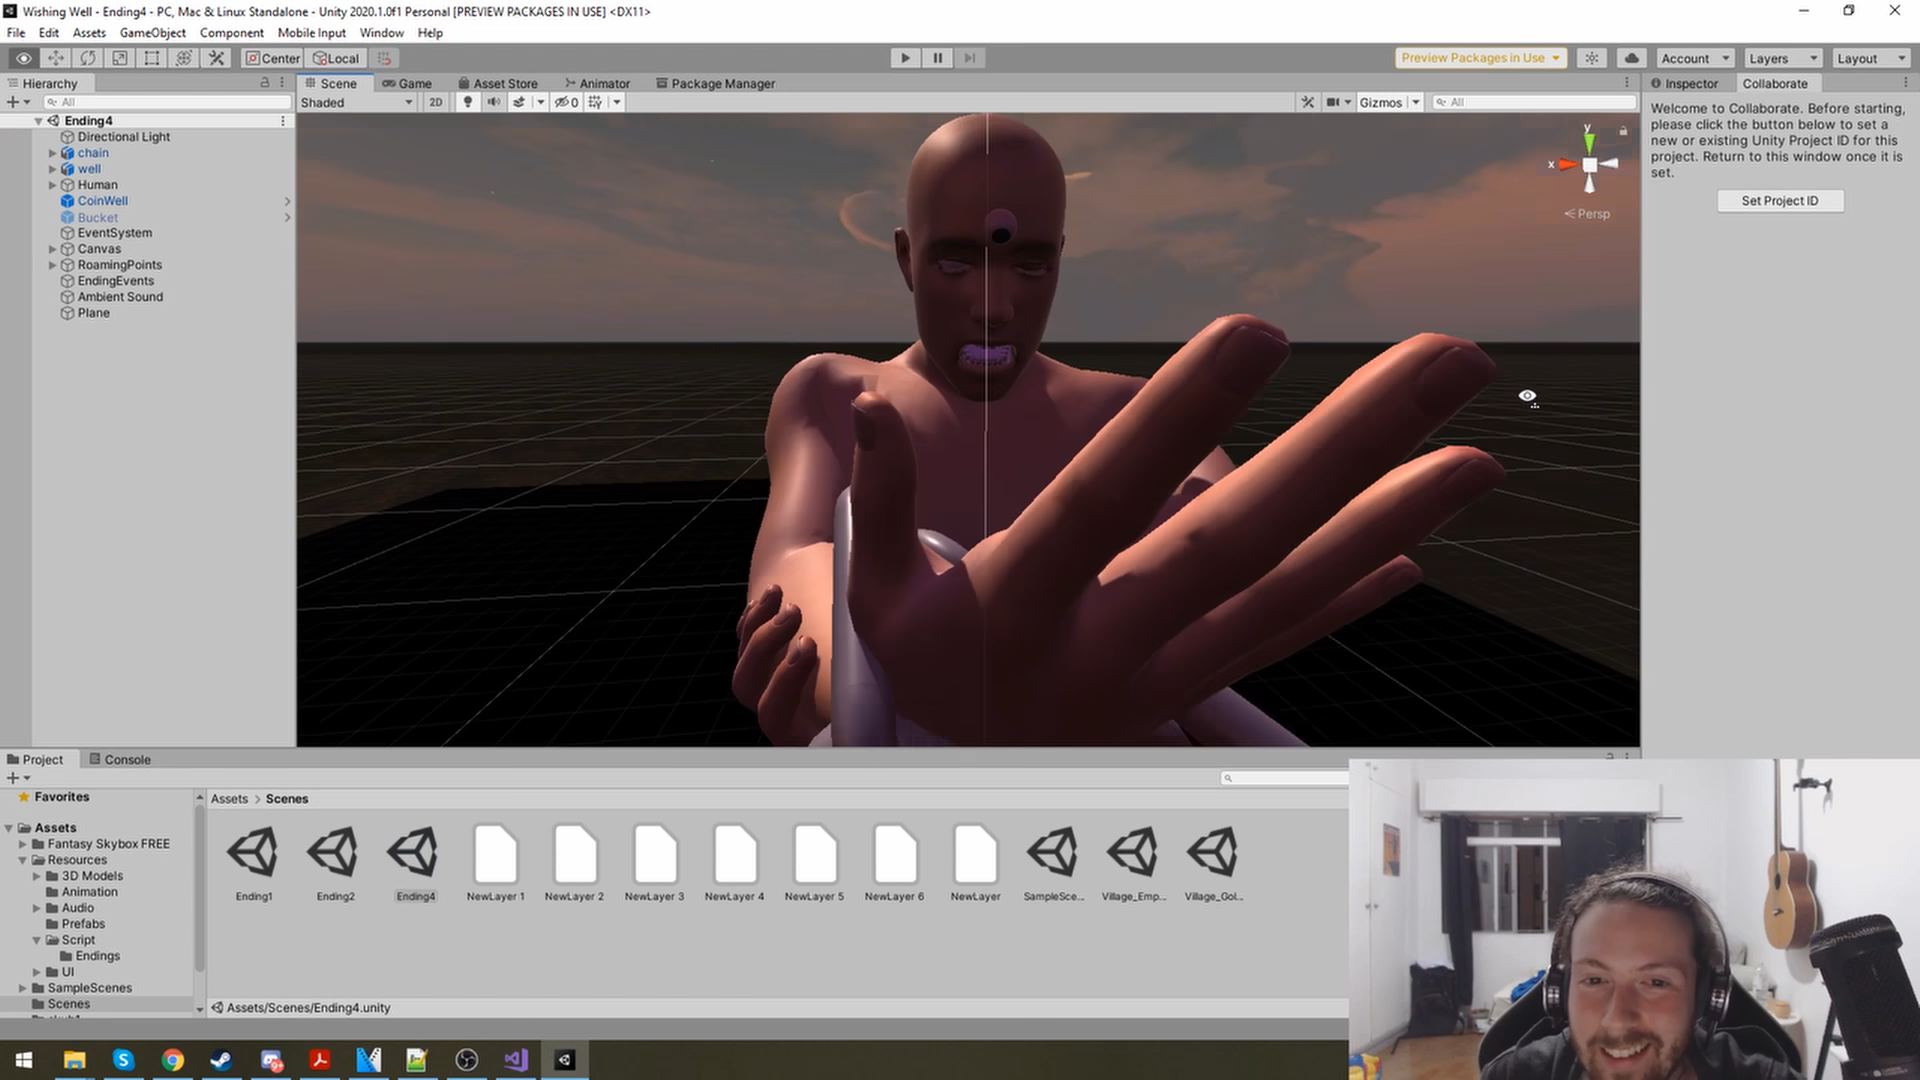 Wishing Well - Ending4 - PC, Mac & Linux Standalone - Unity 2020.1.0f1 Personal [PREVIEW PACKAGES IN USE] <DX11>
File Edit Assets GameObject Component Mobile Input Window Help
Center Local
Preview Packages in Use
Account
Layers
Layout
Hierarchy
All
Ending4
Directional Light
chain
well
Human
CoinWell
Bucket
EventSystem
Canvas
RoamingPoints
EndingEvents
Ambient Sound
Plane
Scene Game Asset Store Animator Package Manager
Shaded 2D 0 Gizmos All
y
x
Persp
Inspector Collaborate
Welcome to Collaborate. Before starting,
please click the button below to set a
new or existing Unity Project ID for this
project. Return to this window once it is
set.
Set Project ID
Project Console
Favorites
Assets
Fantasy Skybox FREE
Resources
3D Models
Animation
Audio
Prefabs
Script
Endings
UI
SampleScenes
Scenes
Assets > Scenes
Ending1 Ending2 Ending4 NewLayer 1 NewLayer 2 NewLayer 3 NewLayer 4 NewLayer 5 NewLayer 6 NewLayer SampleSce... Village_Emp... Village_Gol...
Assets/Scenes/Ending4.unity